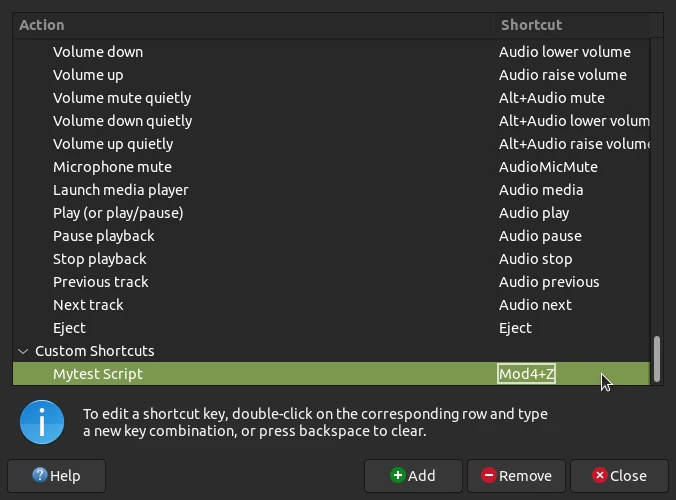 Action Shortcut
Volume down Audio lower volume
Volume up Audio raise volume
Volume mute quietly Alt+Audio mute
Volume down quietly Alt+Audio lower volum
Volume up quietly Alt+Audio raise volume
Microphone mute AudioMicMute
Launch media player Audio media
Play (or play/pause) Audio play
Pause playback Audio pause
Stop playback Audio stop
Previous track Audio previous
Next track Audio next
Eject Eject
Custom Shortcuts
Mytest Script Mod4+Z
To edit a shortcut key, double-click on the corresponding row and type
a new key combination, or press backspace to clear.
Help Add Remove Close